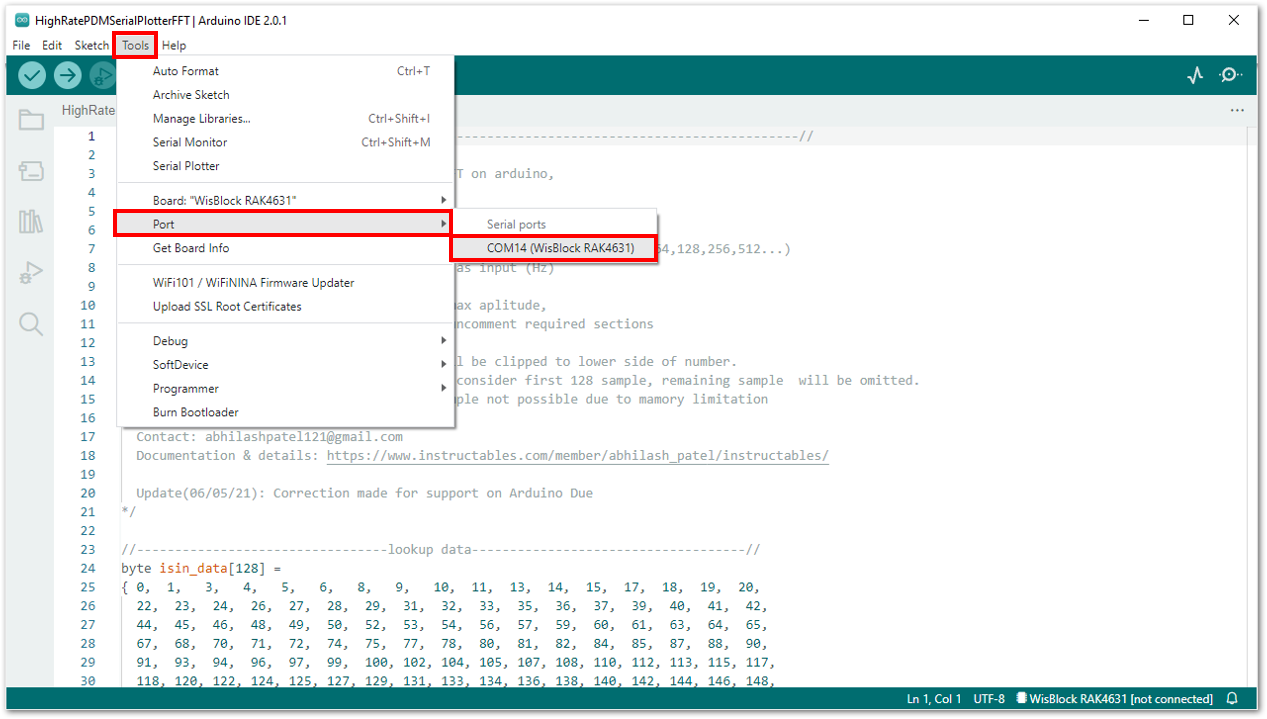 HighRatePDMSerialPlotterFFT | Arduino IDE 2.0.1
File Edit Sketch Tools Help
HighRate
Auto Format Ctrl+T
Archive Sketch
Manage Libraries... Ctrl+Shift+I
Serial Monitor Ctrl+Shift+M
Serial Plotter
Board: "WisBlock RAK4631"
Port
Get Board Info
WiFi101 / WiFiNINA Firmware Updater
Upload SSL Root Certificates
Debug
SoftDevice
Programmer
Burn Bootloader
Serial ports
COM14 (WisBlock RAK4631)
1 -----------------------------------------//
2
3 T on arduino,
4
5
6
7 64,128,256,512...)
8 as input (Hz)
9
10 max aplitude,
11 ncomment required sections
12
13 l be clipped to lower side of number.
14 consider first 128 sample, remaining sample  will be omitted.
15 ple not possible due to mamory limitation
16
17 Contact: abhilashpatel121@gmail.com
18 Documentation & details: https://www.instructables.com/member/abhilash_patel/instructables/
19
20 Update(06/05/21): Correction made for support on Arduino Due
21 */
22
23 //---------------------------------lookup data------------------------------------//
24 byte isin_data[128] =
25 { 0, 1, 3, 4, 5, 6, 8, 9, 10, 11, 13, 14, 15, 17, 18, 19, 20,
26 22, 23, 24, 26, 27, 28, 29, 31, 32, 33, 35, 36, 37, 39, 40, 41, 42,
27 44, 45, 46, 48, 49, 50, 52, 53, 54, 56, 57, 59, 60, 61, 63, 64, 65,
28 67, 68, 70, 71, 72, 74, 75, 77, 78, 80, 81, 82, 84, 85, 87, 88, 90,
29 91, 93, 94, 96, 97, 99, 100, 102, 104, 105, 107, 108, 110, 112, 113, 115, 117,
30 118, 120, 122, 124, 125, 127, 129, 131, 133, 134, 136, 138, 140, 142, 144, 146, 148,
Ln 1, Col 1 UTF-8 WisBlock RAK4631 [not connected]